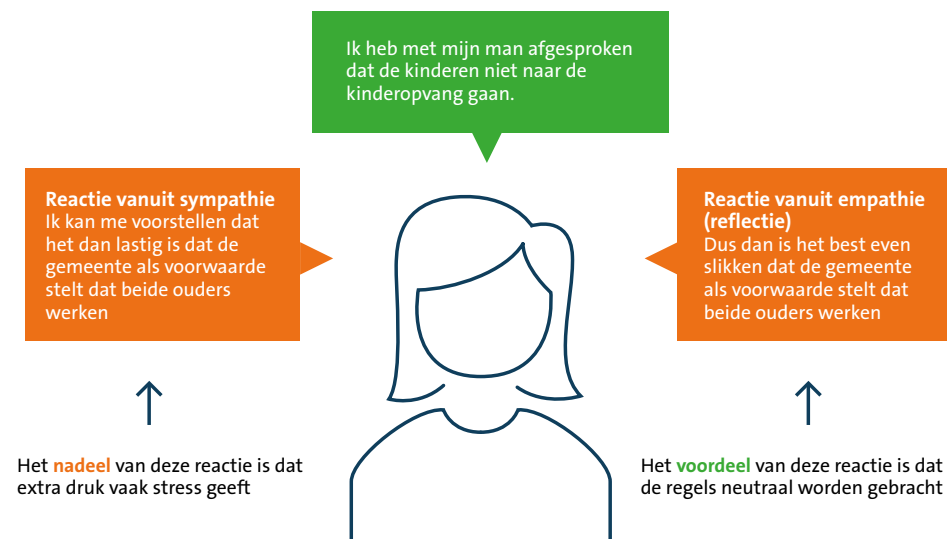 Ik heb met mijn man afgesproken
dat de kinderen niet naar de
kinderopvang gaan.
Reactie vanuit sympathie
Ik kan me voorstellen dat
het dan lastig is dat de
gemeente als voorwaarde
stelt dat beide ouders
werken
Reactie vanuit empathie
(reflectie)
Dus dan is het best even
slikken dat de gemeente
als voorwaarde stelt dat
beide ouders werken
Het nadeel van deze reactie is dat
extra druk vaak stress geeft
Het voordeel van deze reactie is dat
de regels neutraal worden gebracht